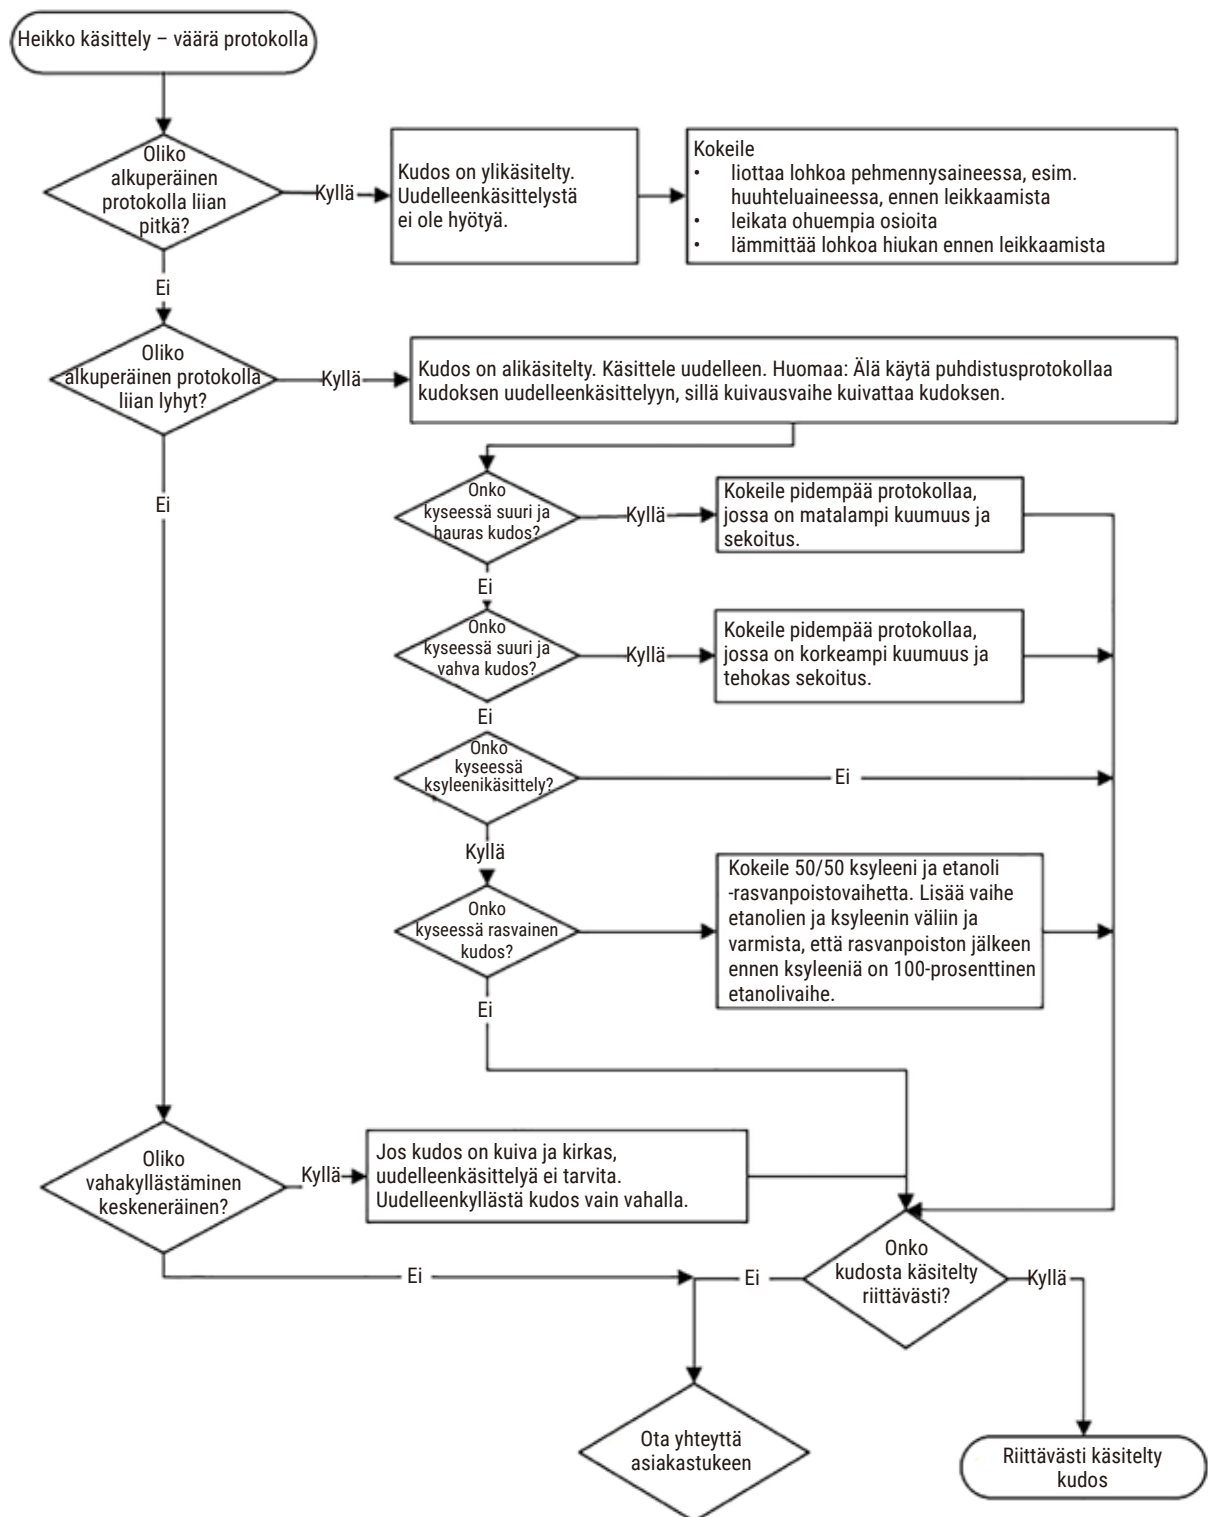 Heikko käsittely – väärä protokolla
Oliko
alkuperäinen
protokolla liian
pitkä?
Kyllä
Kudos on ylikäsitelty.
Uudelleenkäsittelystä
ei ole hyötyä.
Kokeile
• liottaa lohkoa pehmennysaineessa, esim.
huuhteluaineessa, ennen leikkaamista
• leikata ohuempia osioita
• lämmittää lohkoa hiukan ennen leikkaamista
Ei
Oliko
alkuperäinen protokolla
liian lyhyt?
Kyllä
Kudos on alikäsitelty. Käsittele uudelleen. Huomaa: Älä käytä puhdistusprotokollaa
kudoksen uudelleenkäsittelyyn, sillä kuivausvaihe kuivattaa kudoksen.
Ei
Onko
kyseessä suuri ja
hauras kudos?
Kyllä
Kokeile pidempää protokollaa,
jossa on matalampi kuumuus ja
sekoitus.
Ei
Onko
kyseessä suuri ja
vahva kudos?
Kyllä
Kokeile pidempää protokollaa,
jossa on korkeampi kuumuus ja
tehokas sekoitus.
Ei
Onko
kyseessä
ksyleenikäsittely?
Ei
Kyllä
Onko
kyseessä rasvainen
kudos?
Kokeile 50/50 ksyleeni ja etanoli
-rasvanpoistovaihetta. Lisää vaihe
etanolien ja ksyleenin väliin ja
varmista, että rasvanpoiston jälkeen
ennen ksyleeniä on 100-prosenttinen
etanolivaihe.
Ei
Oliko
vahakyllästäminen
keskeneräinen?
Kyllä
Jos kudos on kuiva ja kirkas,
uudelleenkäsittelyä ei tarvita.
Uudelleenkyllästä kudos vain vahalla.
Ei
Onko
kudosta käsitelty
riittävästi?
Ei
Kyllä
Ota yhteyttä
asiakastukeen
Riittävästi käsitelty
kudos